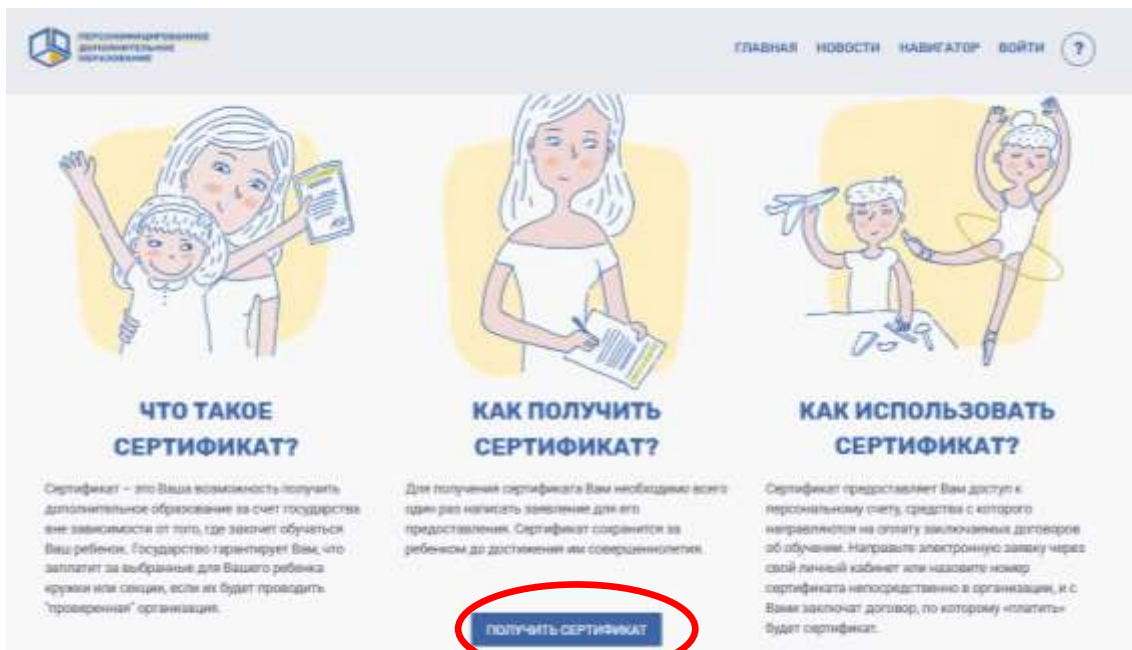 ПЕРСОНИФИЦИРОВАННОЕ
ДОПОЛНИТЕЛЬНОЕ
ОБРАЗОВАНИЕ
ГЛАВНАЯ НОВОСТИ НАВИГАТОР ВОЙТИ ?
ЧТО ТАКОЕ
СЕРТИФИКАТ?
Сертификат – это Ваша возможность получить
дополнительное образование за счет государства
вне зависимости от того, где захочет обучаться
Ваш ребенок. Государство гарантирует Вам, что
заплатит за выбранные для Вашего ребенка
кружки или секции, если их будет проводить
"проверенная" организация.
КАК ПОЛУЧИТЬ
СЕРТИФИКАТ?
Для получения сертификата Вам необходимо всего
один раз написать заявление для его
предоставления. Сертификат сохранится за
ребенком до достижения им совершеннолетия.
ПОЛУЧИТЬ СЕРТИФИКАТ
КАК ИСПОЛЬЗОВАТЬ
СЕРТИФИКАТ?
Сертификат предоставляет Вам доступ к
персональному счету, средства с которого
направляются на оплату заключаемых договоров
об обучении. Направьте электронную заявку через
свой личный кабинет или назовите номер
сертификата непосредственно в организации, и с
Вами заключат договор, по которому «платить»
будет сертификат.